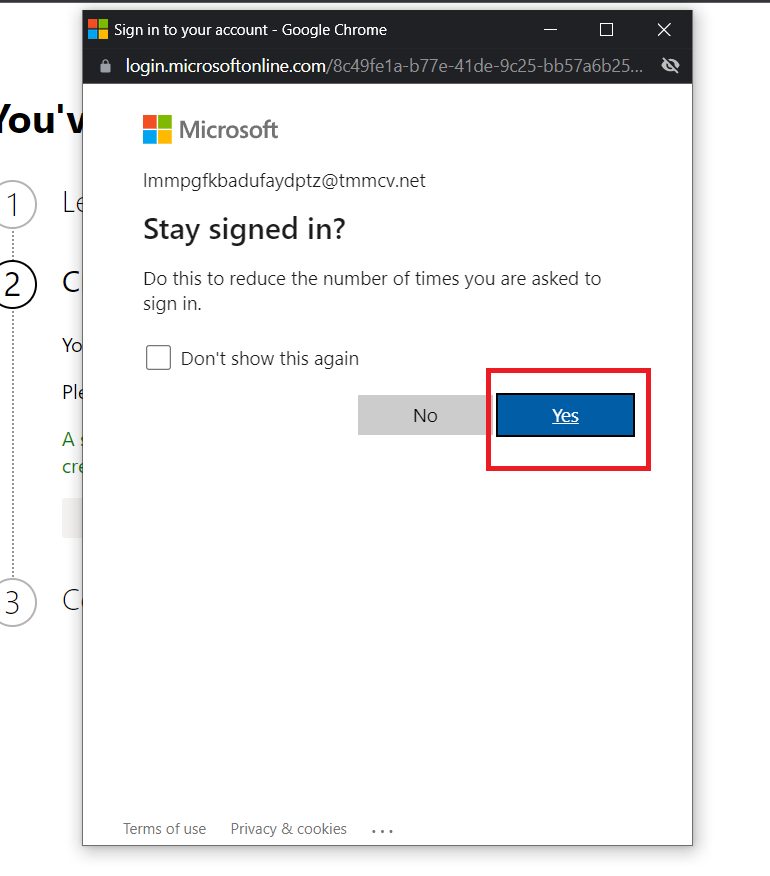 Sign in to your account - Google Chrome
login.microsoftonline.com/8c49fe1a-b77e-41de-9c25-bb57a6b25...
Microsoft
You'v
lmmpgfkbadufaydptz@tmmcv.net
1
Le
Stay signed in?
2
C
Do this to reduce the number of times you are asked to
sign in.
Yo
Don't show this again
Ple
No
Yes
A s
cre
3
Co
Terms of use
Privacy & cookies
...